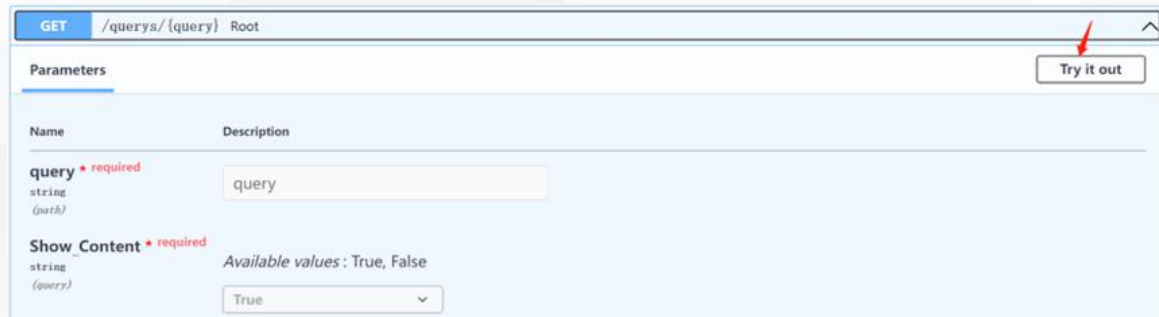 GET /querys/{query} Root
Parameters
Try it out
Name Description
query * required
string
(path)
query
Show_Content * required
string
(query)
Available values : True, False
True